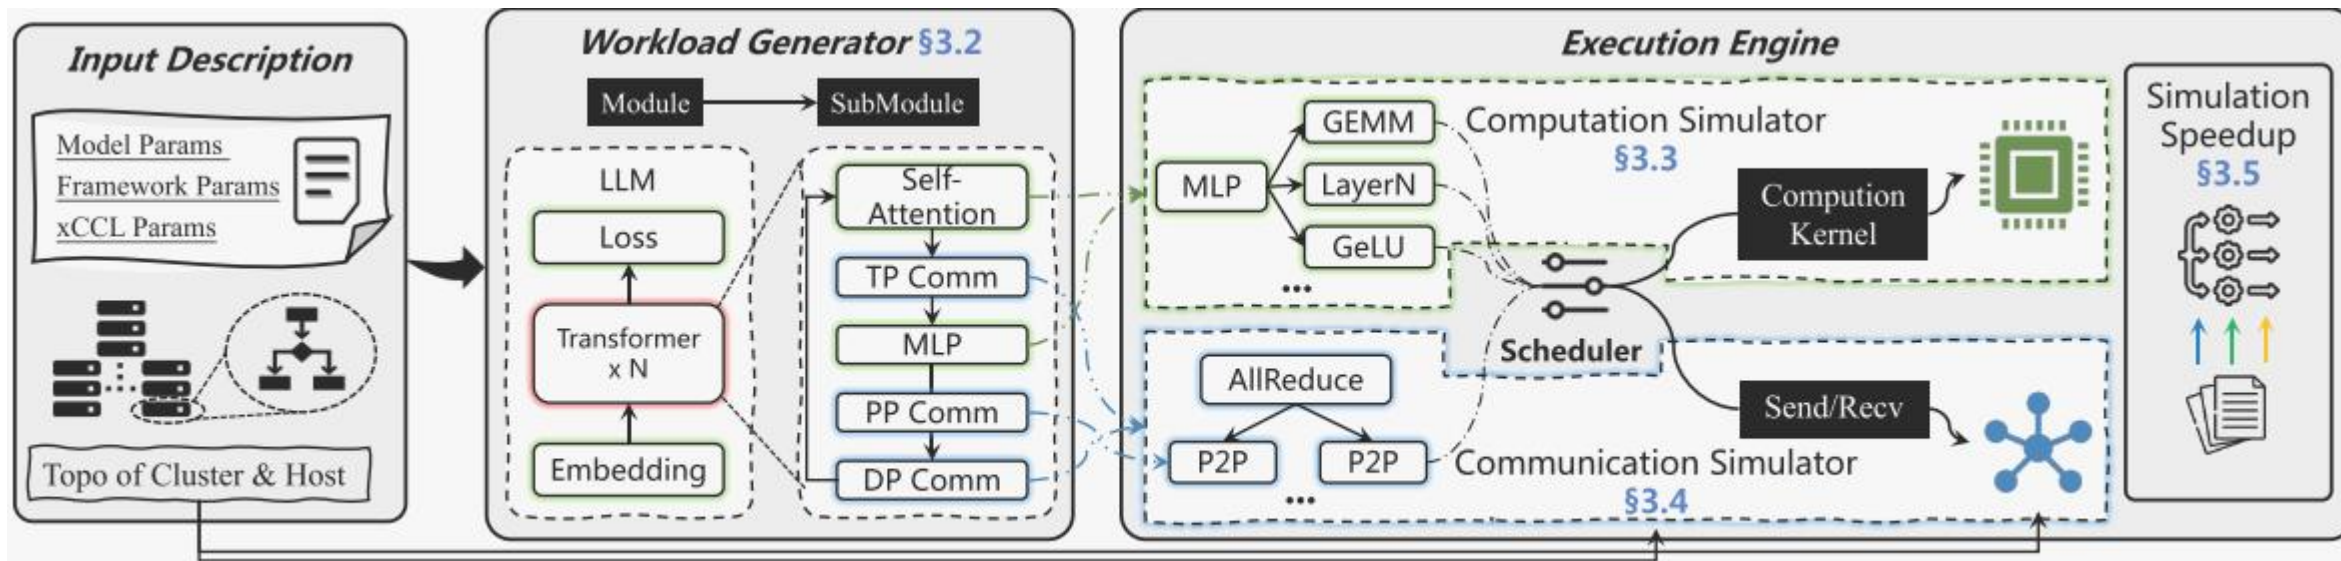 Input Description
Model Params
Framework Params
xCCL Params
Topo of Cluster & Host
Workload Generator §3.2
Module
SubModule
LLM
Loss
Transformer
x N
Embedding
Self-
Attention
TP Comm
MLP
PP Comm
DP Comm
Execution Engine
MLP
GEMM
LayerN
GeLU
...
Computation Simulator
§3.3
Compution
Kernel
Scheduler
AllReduce
P2P
P2P
...
Send/Recv
Communication Simulator
§3.4
Simulation
Speedup
§3.5